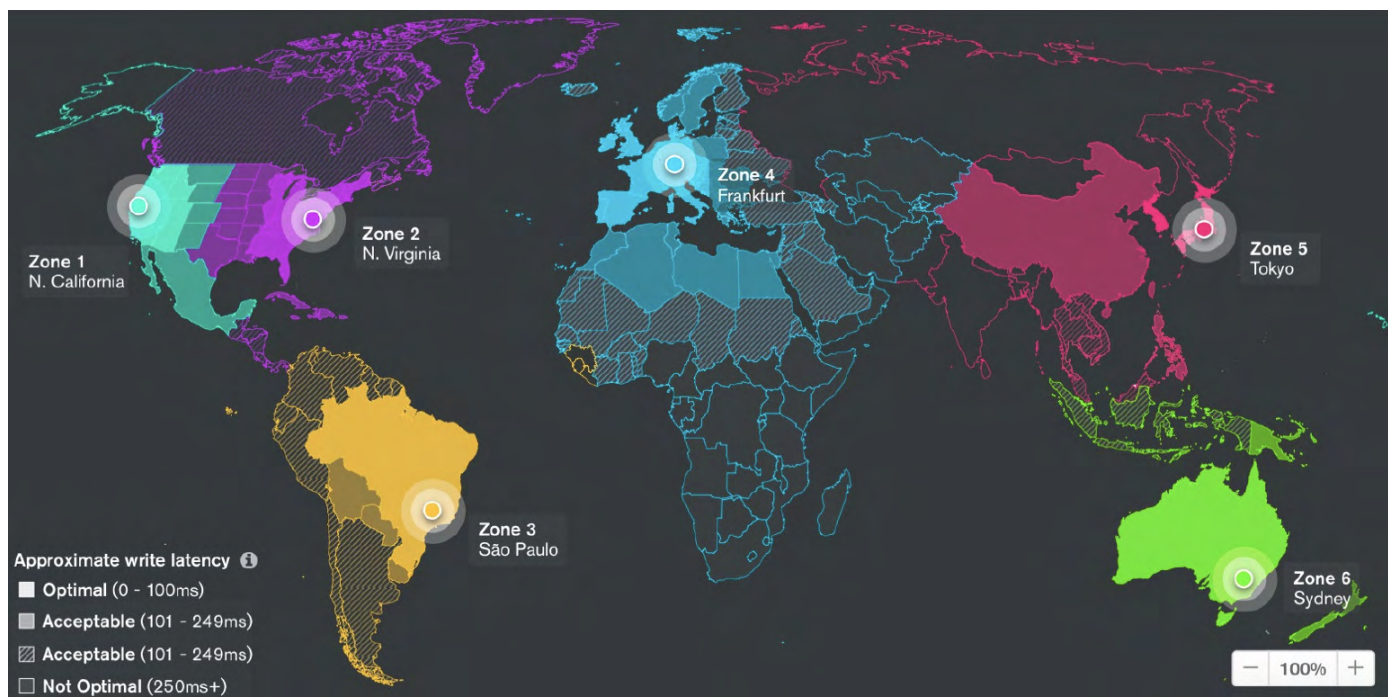 Zone 1
N. California
Zone 2
N. Virginia
Zone 4
Frankfurt
Zone 5
Tokyo
Zone 3
São Paulo
Zone 6
Sydney
Approximate write latency i
Optimal (0 - 100ms)
Acceptable (101 - 249ms)
Acceptable (101 - 249ms)
Not Optimal (250ms+)
− 100% +